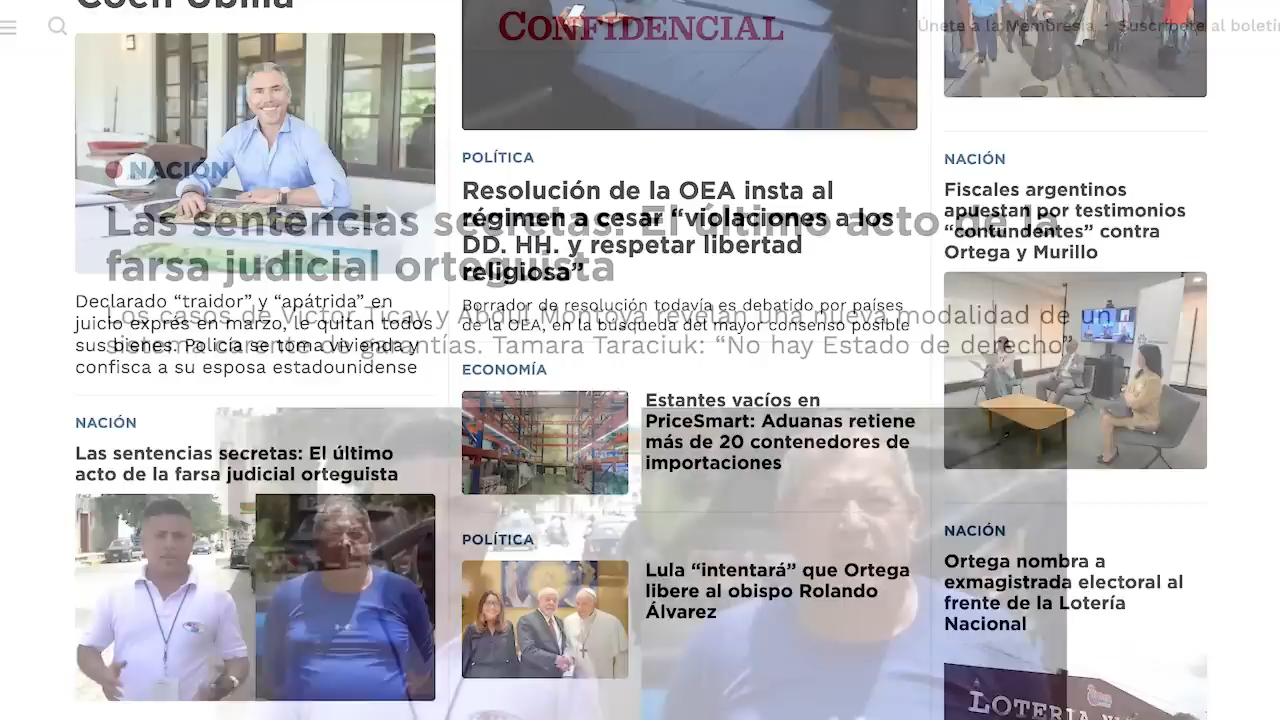 Coen Ubilla
Únete a la Membresía · Suscríbete al boletín
Declarado “traidor” y “apátrida” en
juicio exprés en marzo, le quitan todos
sus bienes. Policía se toma vivienda y
confisca a su esposa estadounidense
NACIÓN
Las sentencias secretas: El último
acto de la farsa judicial orteguista
CONFIDENCIAL
POLÍTICA
Resolución de la OEA insta al
régimen a cesar “violaciones a los
DD. HH. y respetar libertad
religiosa”
Borrador de resolución todavía es debatido por países
de la OEA, en la búsqueda del mayor consenso posible
ECONOMÍA
Estantes vacíos en
PriceSmart: Aduanas retiene
más de 20 contenedores de
importaciones
POLÍTICA
Lula “intentará” que Ortega
libere al obispo Rolando
Álvarez
NACIÓN
Fiscales argentinos
apuestan por testimonios
“contundentes” contra
Ortega y Murillo
NACIÓN
Ortega nombra a
exmagistrada electoral al
frente de la Lotería
Nacional
LOTERIA
NACIÓN
Las sentencias secretas: El último acto de la
farsa judicial orteguista
Los casos de Víctor Ticay y Abdul Montoya revelan una nueva modalidad de un
sistema carente de garantías. Tamara Taraciuk: “No hay Estado de derecho”